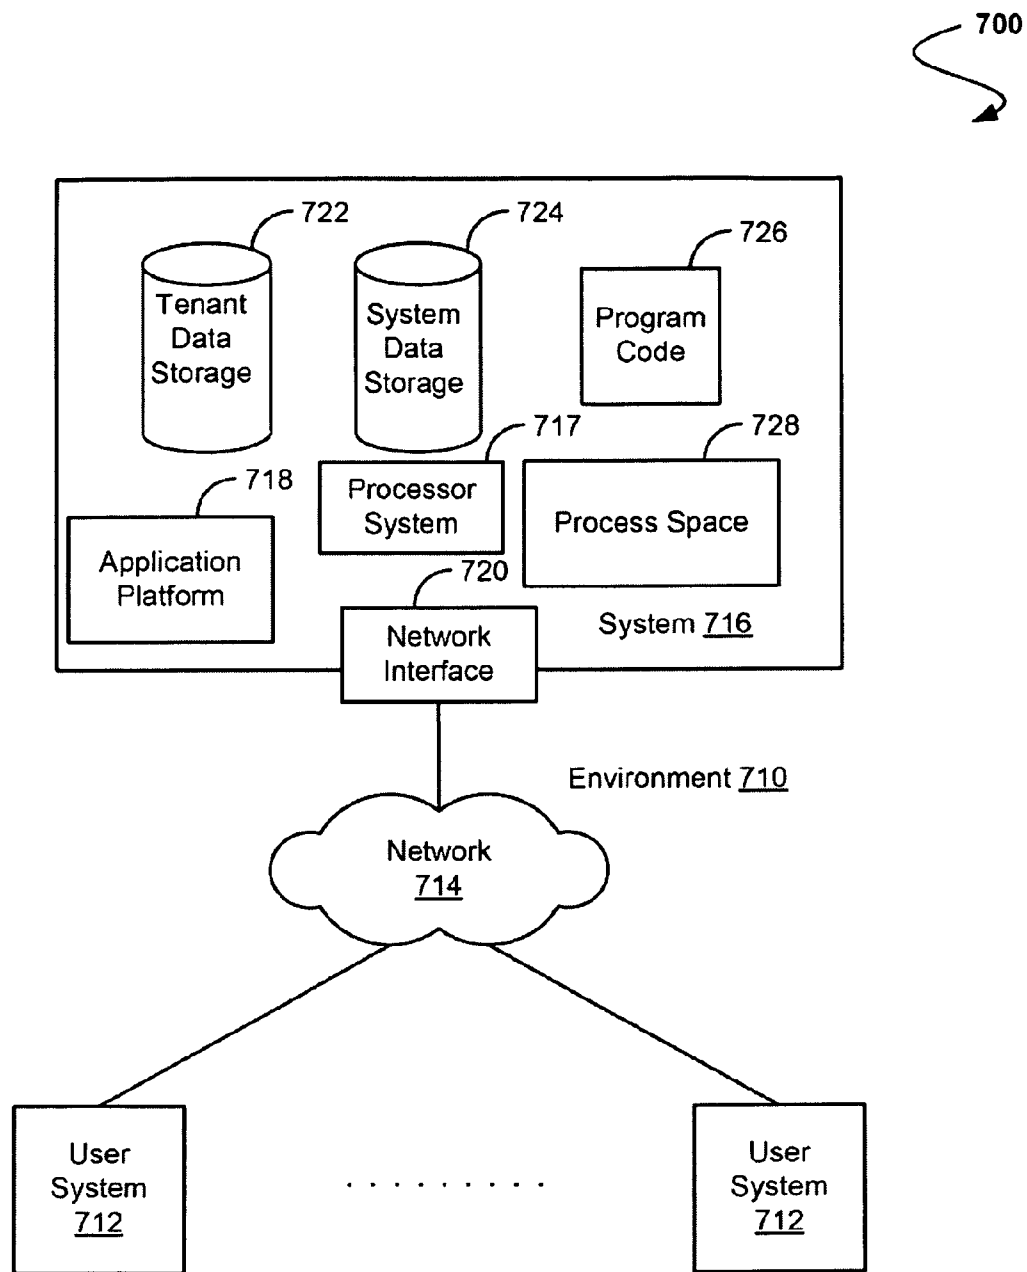 700
722
724
726
Tenant
Data
Storage
System
Data
Storage
Program
Code
717
728
718
Processor
System
Process Space
Application
Platform
720
System 716
Network
Interface
Environment 710
Network
714
User
System
712
. . . . . . . . .
User
System
712